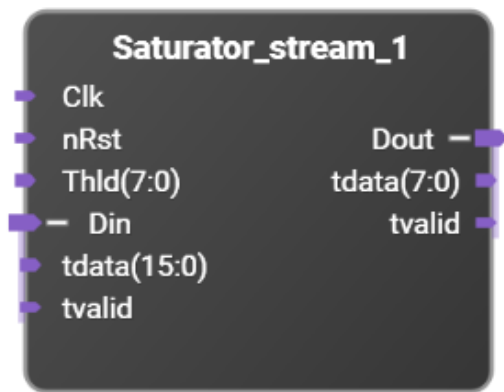 Saturator_stream_1
Clk
nRst
Thld(7:0)
Din
tdata(15:0)
tvalid
Dout
tdata(7:0)
tvalid